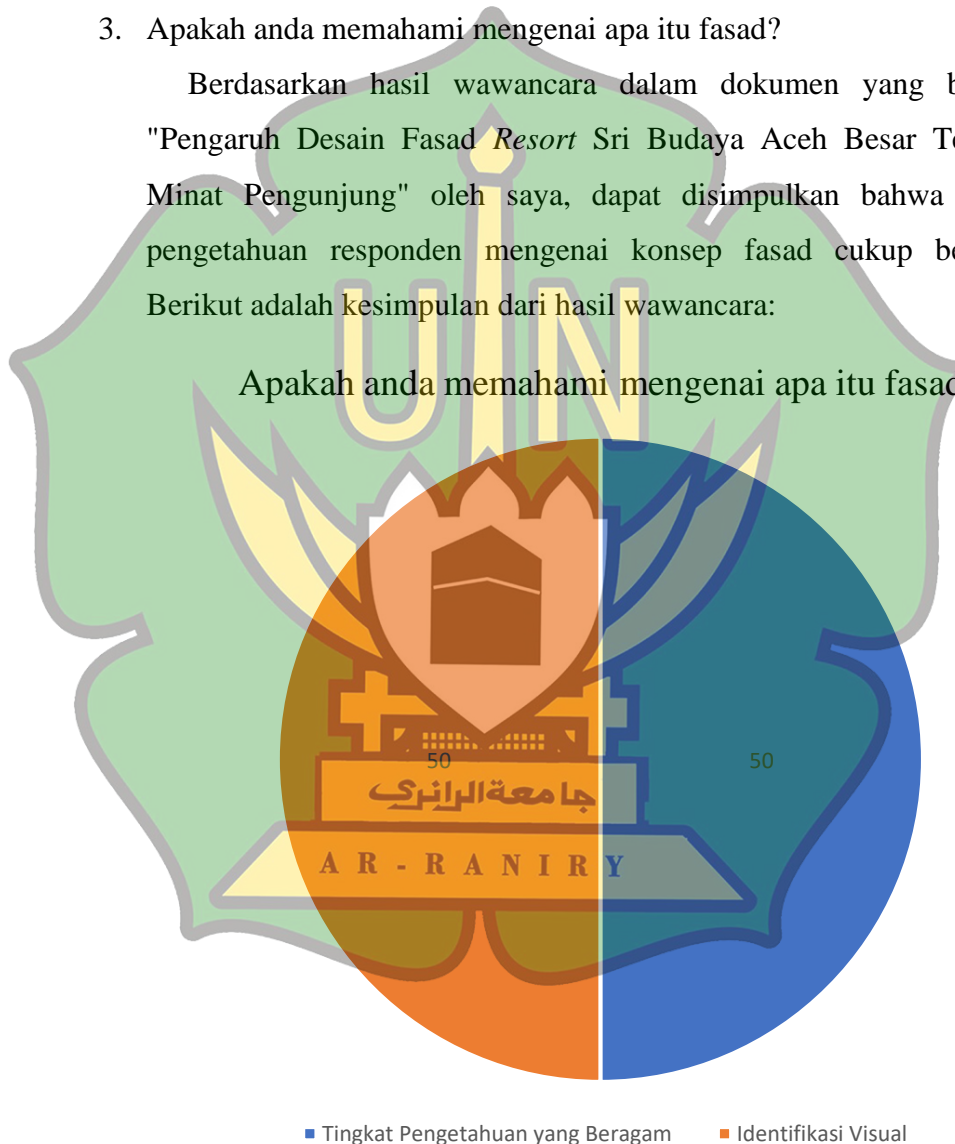 3. Apakah anda memahami mengenai apa itu fasad?
Berdasarkan hasil wawancara dalam dokumen yang
"Pengaruh Desain Fasad Resort Sri Budaya Aceh Besar
Minat Pengunjung" oleh saya, dapat disimpulkan bahwa
pengetahuan responden mengenai konsep fasad cukup
Berikut adalah kesimpulan dari hasil wawancara:
Apakah anda memahami mengenai apa itu fasad
UIN
50 50
جامعة الرانري
AR-RANIRY
Tingkat Pengetahuan yang Beragam Identifikasi Visual